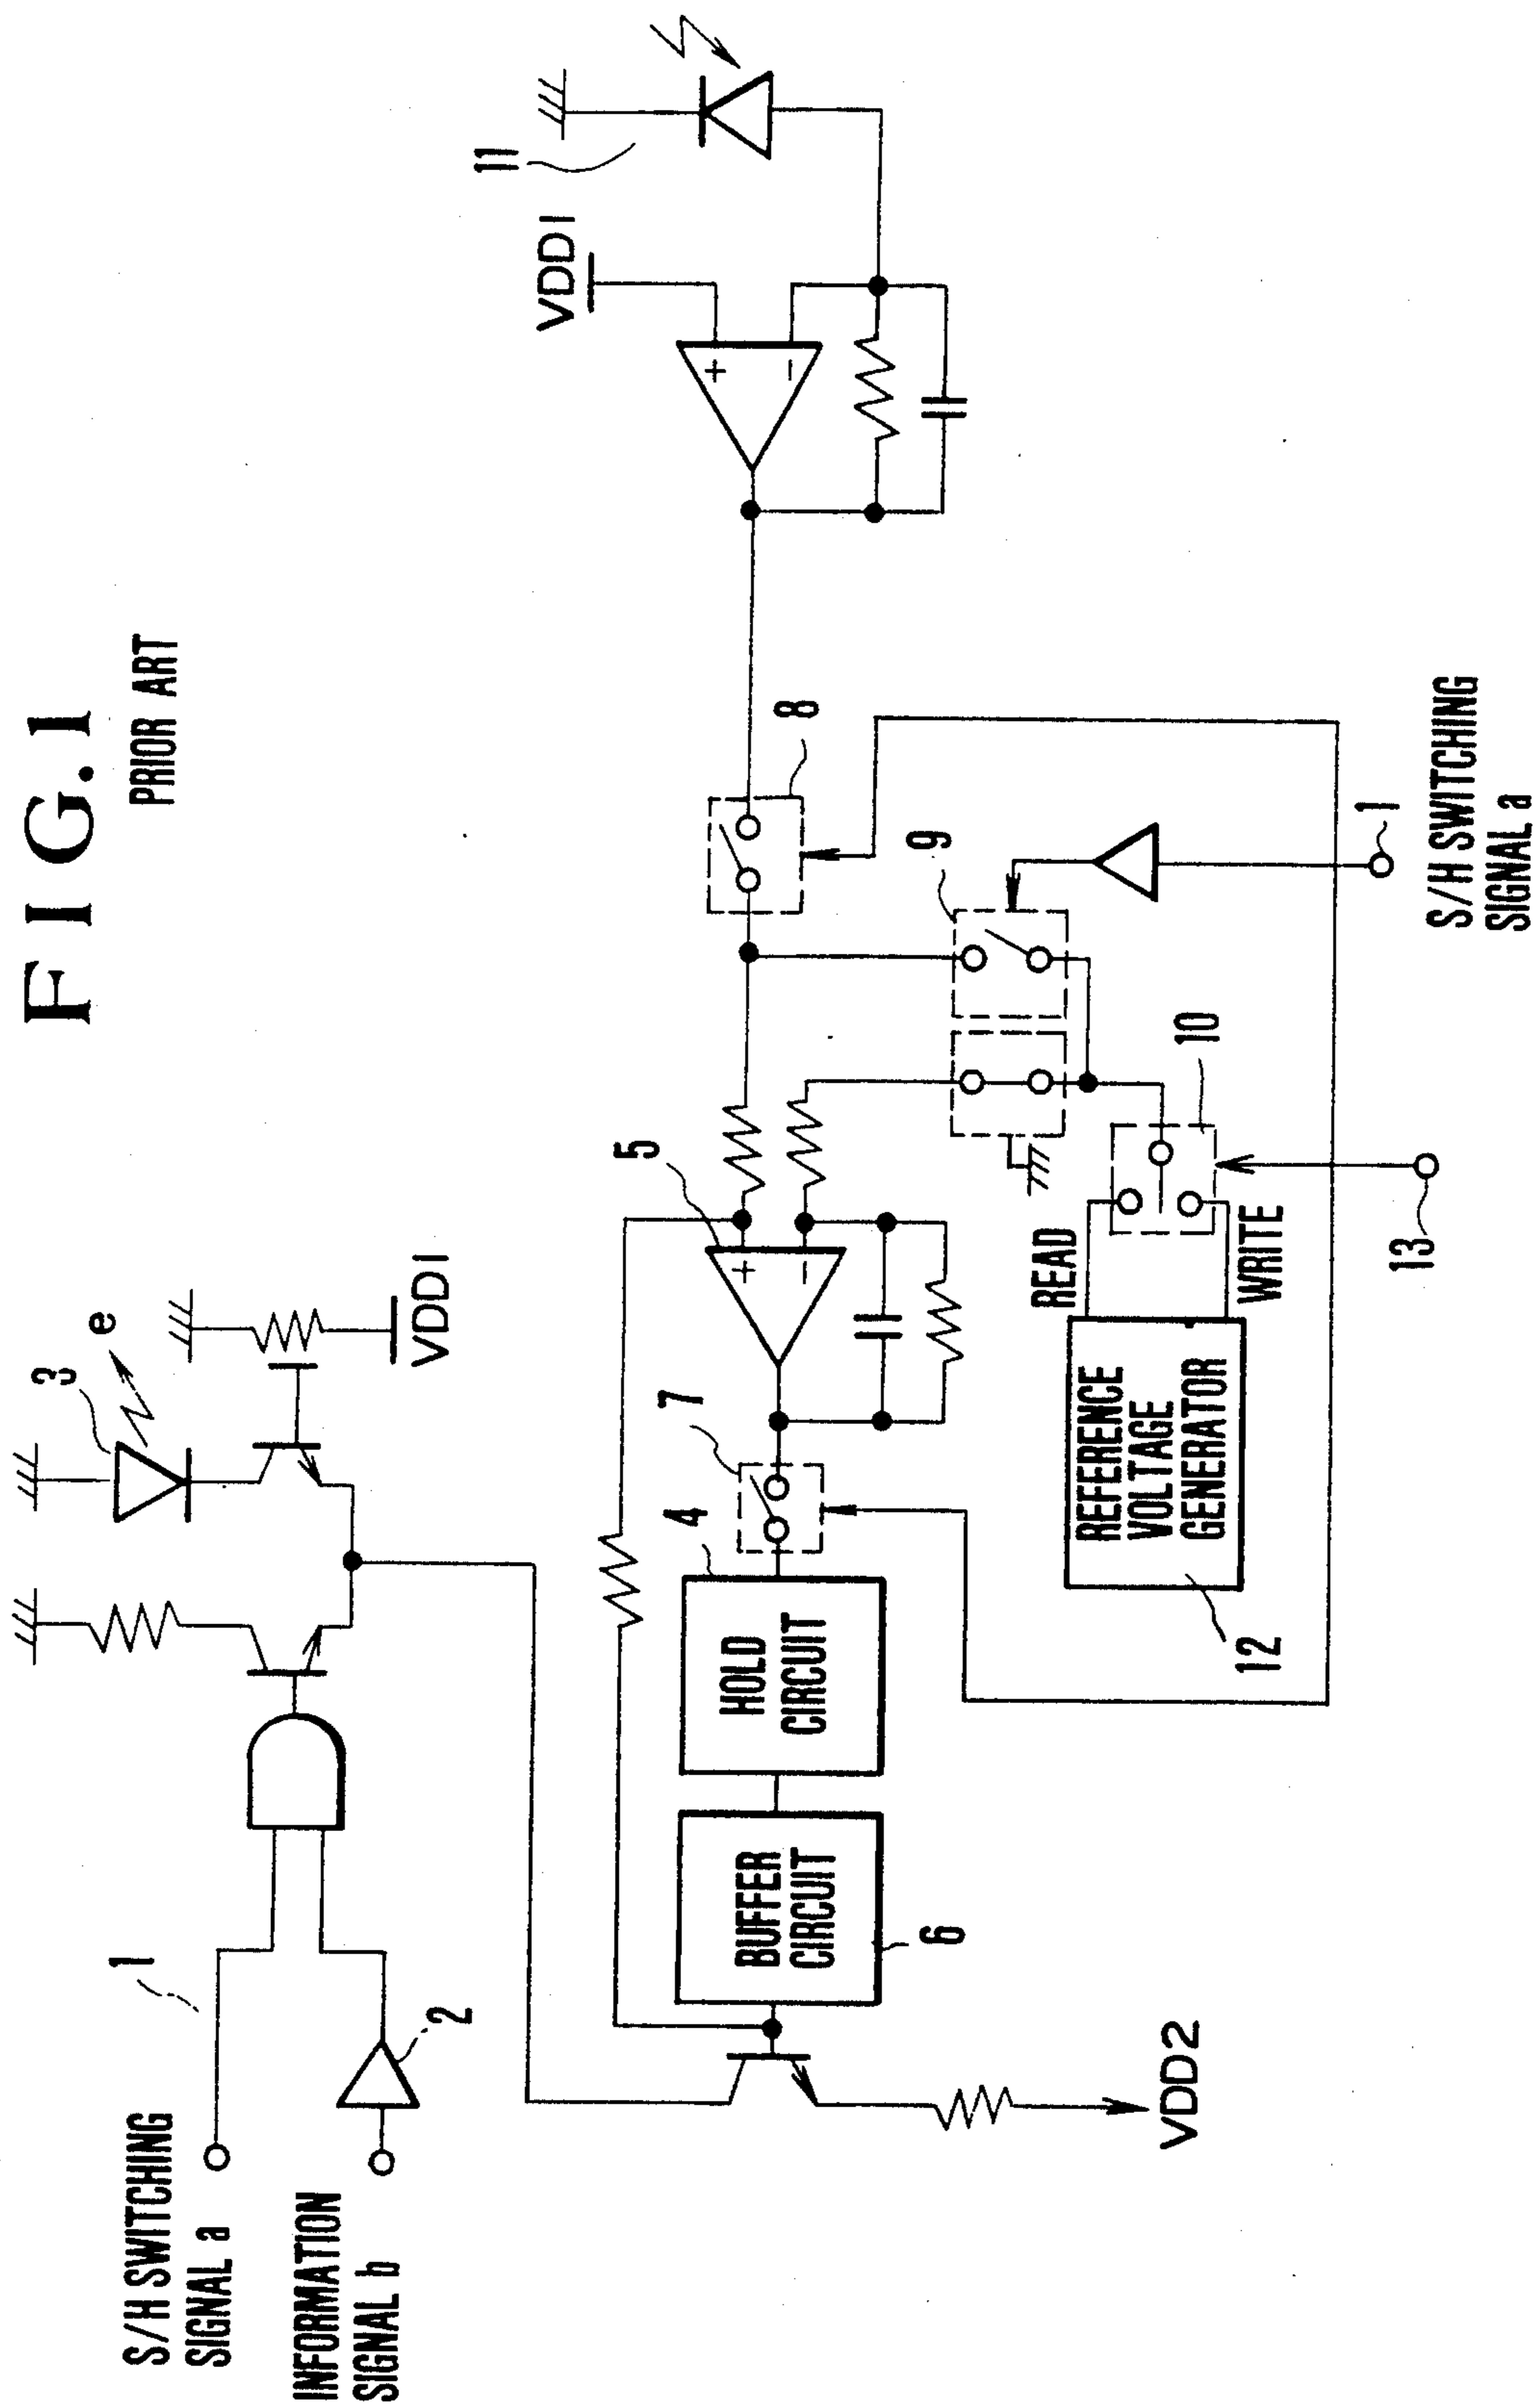 FIG.1
PRIOR ART
S/H SWITCHING
SIGNAL a
INFORMATION
SIGNAL b
1
2
3
e
VDD1
VDD2
BUFFER
CIRCUIT
6
HOLD
CIRCUIT
4
7
5
+
−
8
9
10
READ
WRITE
REFERENCE
VOLTAGE
GENERATOR
12
13
1
S/H SWITCHING
SIGNAL a
VDD1
+
−
11